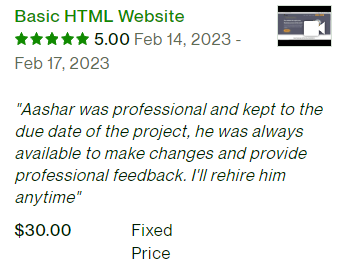 Basic HTML Website
5.00 Feb 14, 2023 -
Feb 17, 2023
"Aashar was professional and kept to the
due date of the project, he was always
available to make changes and provide
professional feedback. I'll rehire him
anytime"
$30.00 Fixed
Price